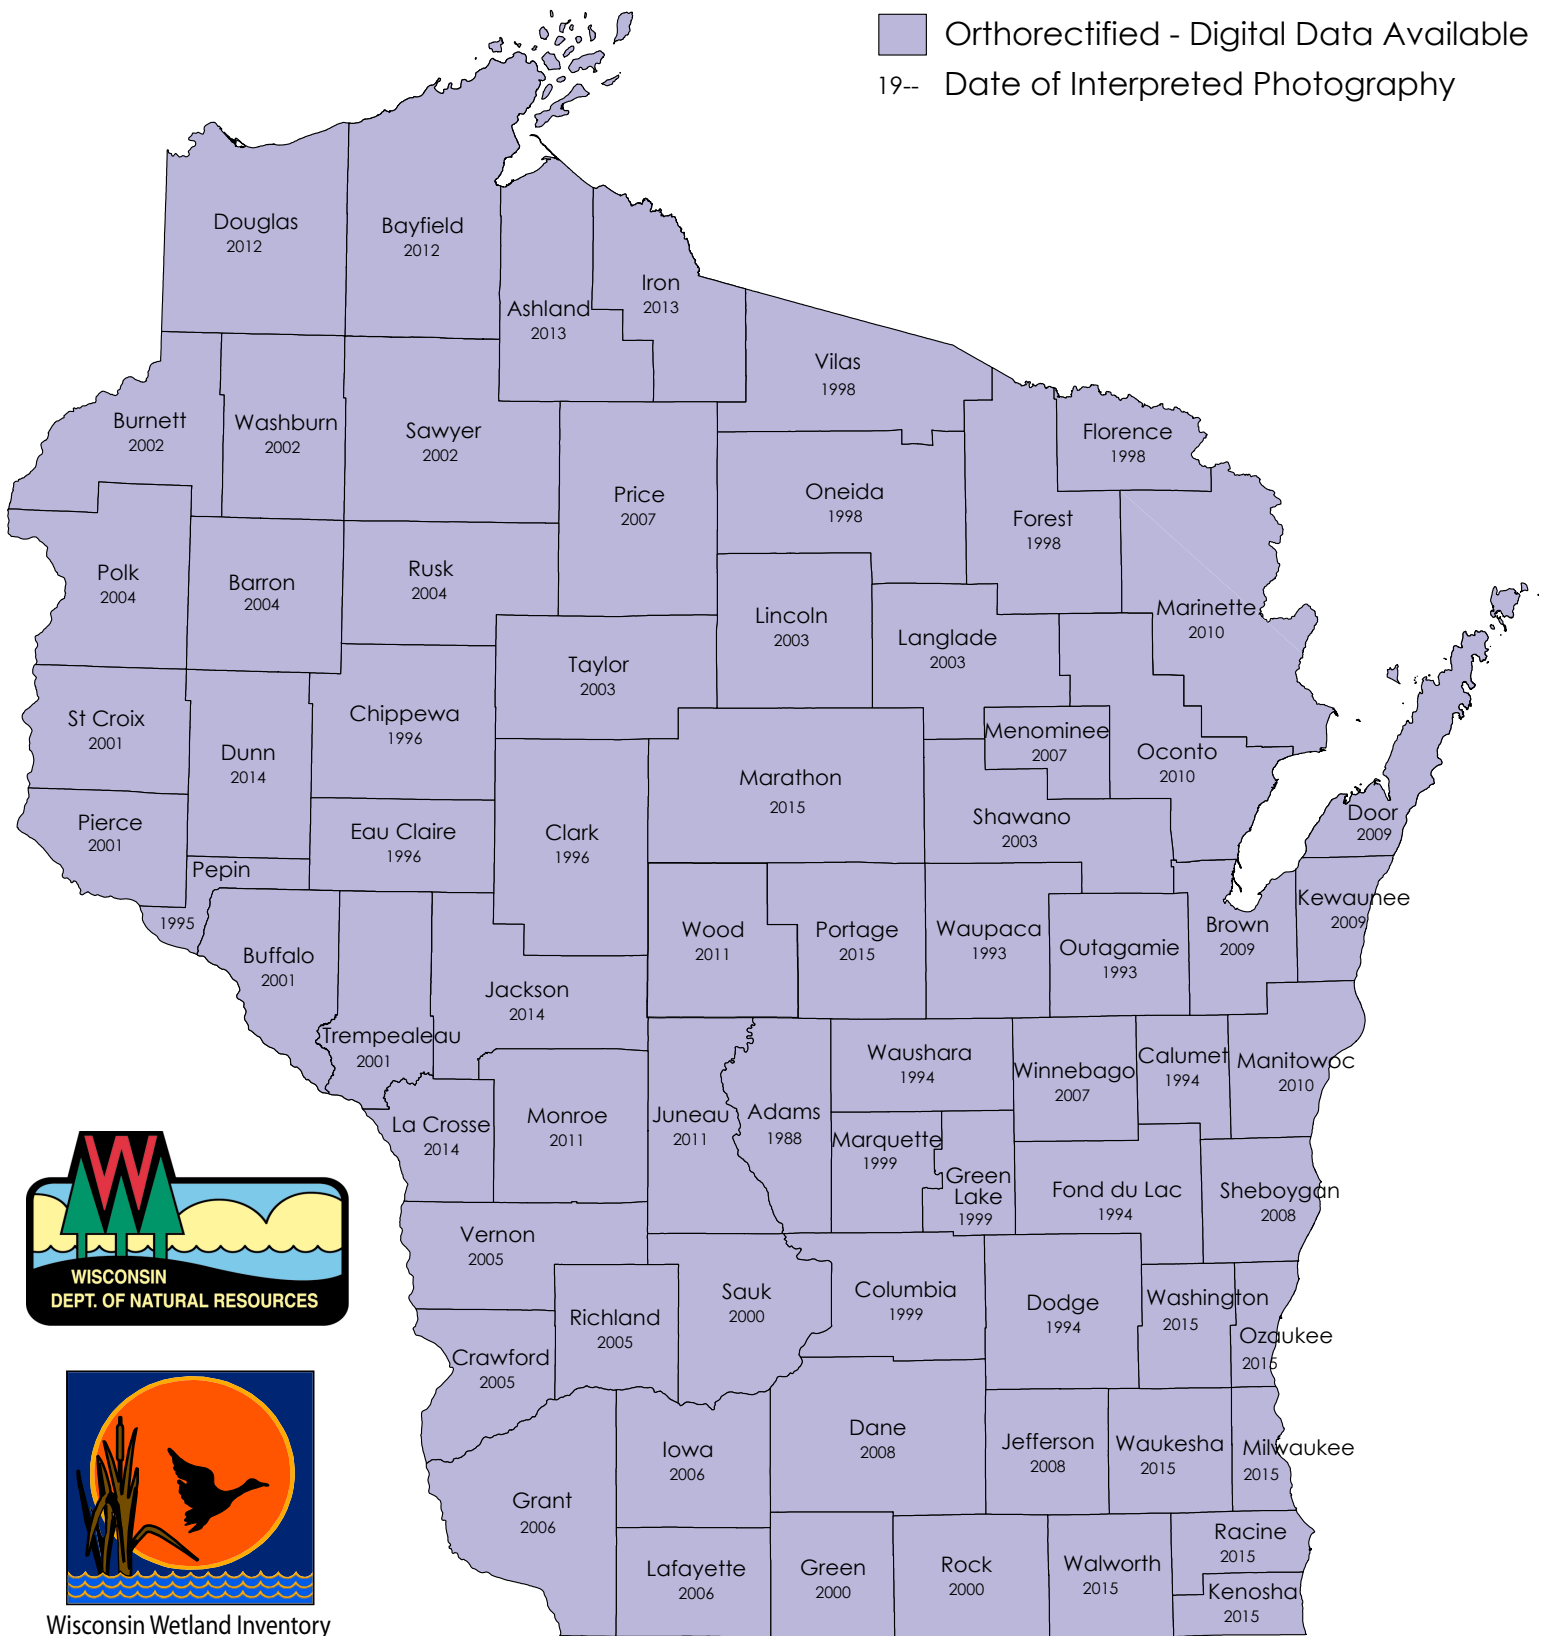 Orthorectified - Digital Data Available
19-- Date of Interpreted Photography
Douglas
2012
Bayfield
2012
Ashland
2013
Iron
2013
Vilas
1998
Burnett
2002
Washburn
2002
Sawyer
2002
Price
2007
Oneida
1998
Forest
1998
Florence
1998
Marinette
2010
Polk
2004
Barron
2004
Rusk
2004
Lincoln
2003
Langlade
2003
Taylor
2003
St Croix
2001
Dunn
2014
Chippewa
1996
Marathon
2015
Menominee
2007
Oconto
2010
Shawano
2003
Door
2009
Pierce
2001
Pepin
1995
Eau Claire
1996
Clark
1996
Buffalo
2001
Trempealeau
2001
Jackson
2014
Wood
2011
Portage
2015
Waupaca
1993
Outagamie
1993
Brown
2009
Kewaunee
2009
La Crosse
2014
Monroe
2011
Juneau
2011
Adams
1988
Waushara
1994
Marquette
1999
Green
Lake
1999
Winnebago
2007
Calumet
1994
Manitowoc
2010
Fond du Lac
1994
Sheboygan
2008
Vernon
2005
Richland
2005
Sauk
2000
Columbia
1999
Dodge
1994
Washington
2015
Ozaukee
2015
Crawford
2005
Grant
2006
Iowa
2006
Dane
2008
Jefferson
2008
Waukesha
2015
Milwaukee
2015
Lafayette
2006
Green
2000
Rock
2000
Walworth
2015
Racine
2015
Kenosha
2015
W
WISCONSIN
DEPT. OF NATURAL RESOURCES
Wisconsin Wetland Inventory